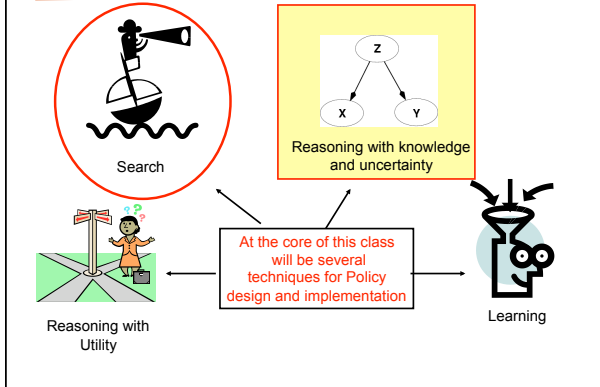 Z
X
Y
Search
Reasoning with knowledge
and uncertainty
? ? ?
At the core of this class
will be several
techniques for Policy
design and implementation
Reasoning with
Utility
Learning